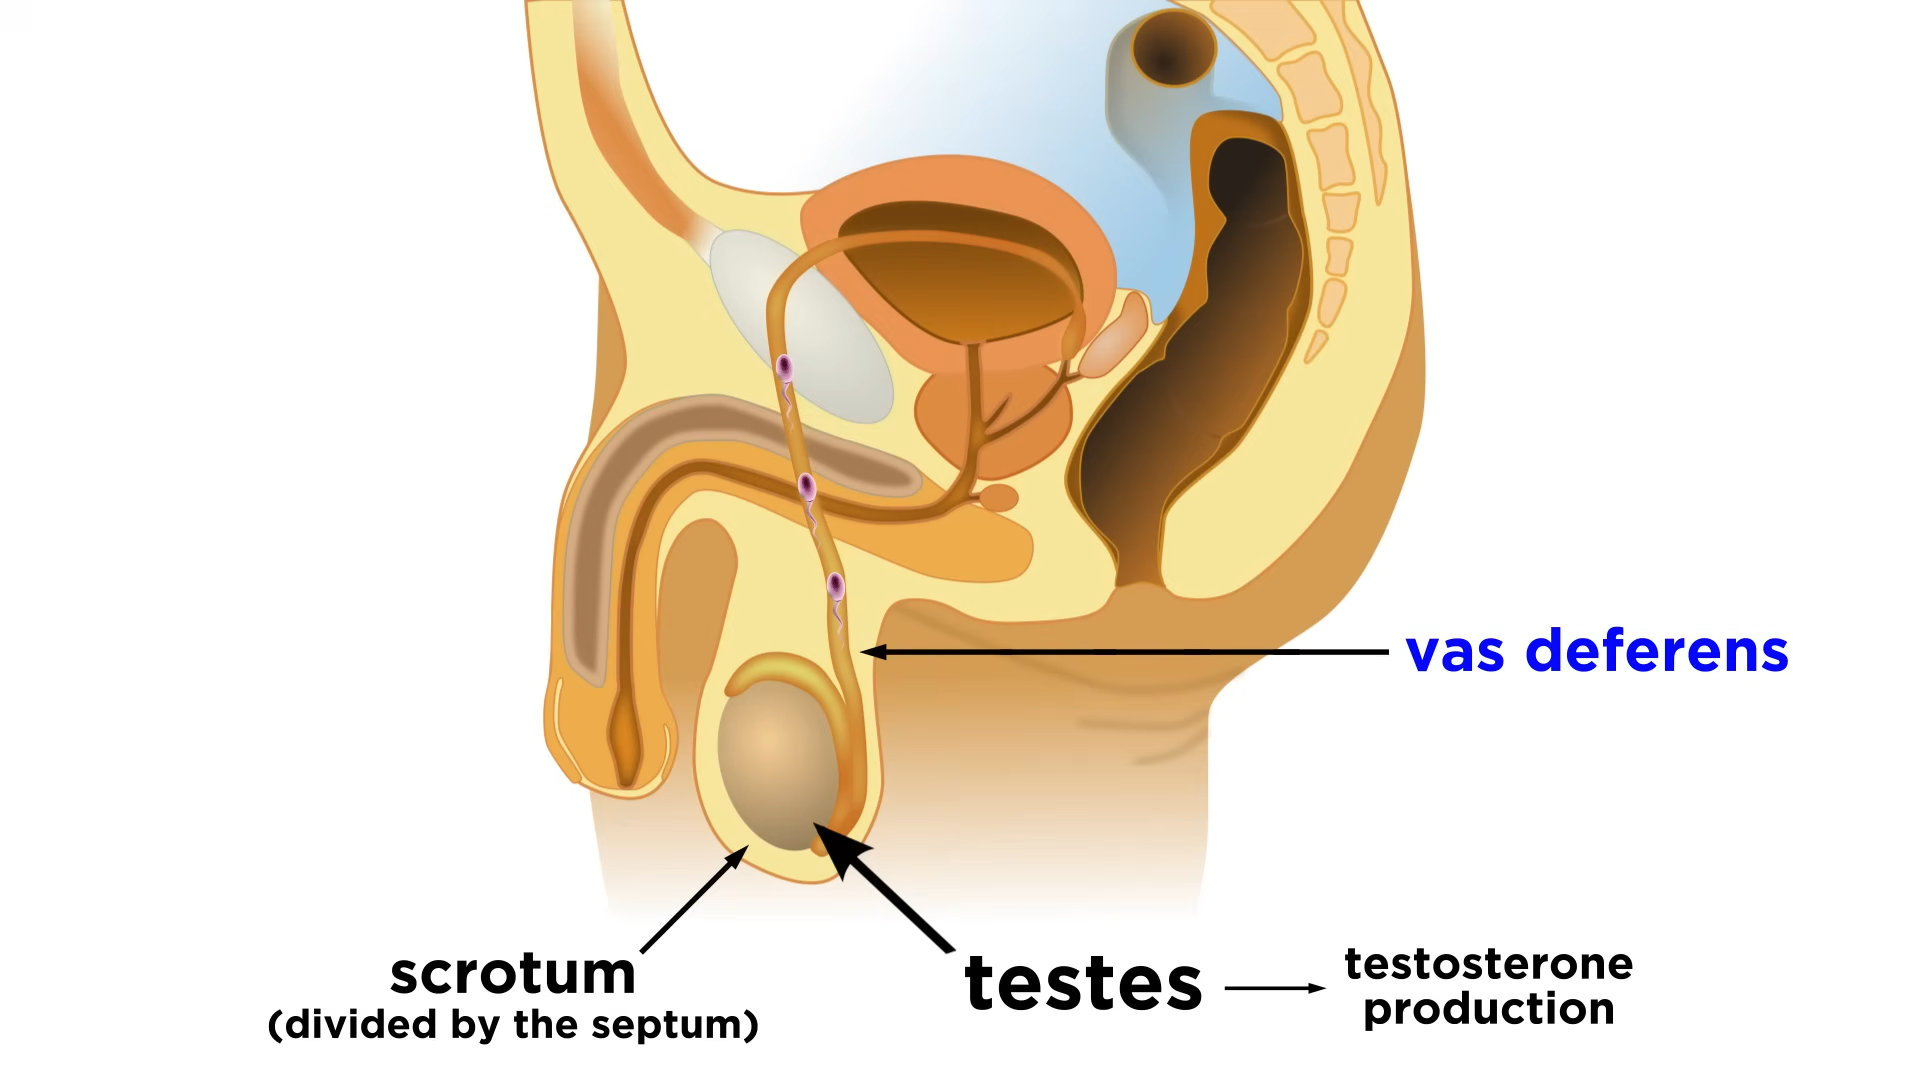 vas deferens
scrotum
(divided by the septum)
testes
testosterone
production